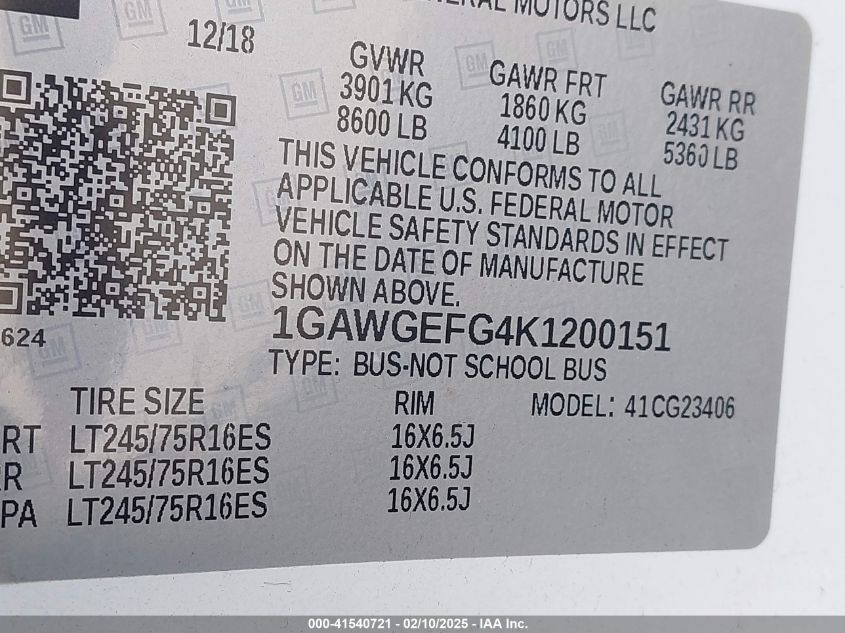 MOTORS LLC
12/18
GVWR GAWR FRT GAWR RR
3901 KG 1860 KG 2431 KG
8600 LB 4100 LB 5360 LB
THIS VEHICLE CONFORMS TO ALL
APPLICABLE U.S. FEDERAL MOTOR
VEHICLE SAFETY STANDARDS IN EFFECT
ON THE DATE OF MANUFACTURE
SHOWN ABOVE.
1GAWGEFG4K1200151
624
TYPE: BUS-NOT SCHOOL BUS
TIRE SIZE RIM MODEL: 41CG23406
RT LT245/75R16ES 16X6.5J
RR LT245/75R16ES 16X6.5J
PA LT245/75R16ES 16X6.5J
000-41540721 - 02/10/2025 - IAA Inc.